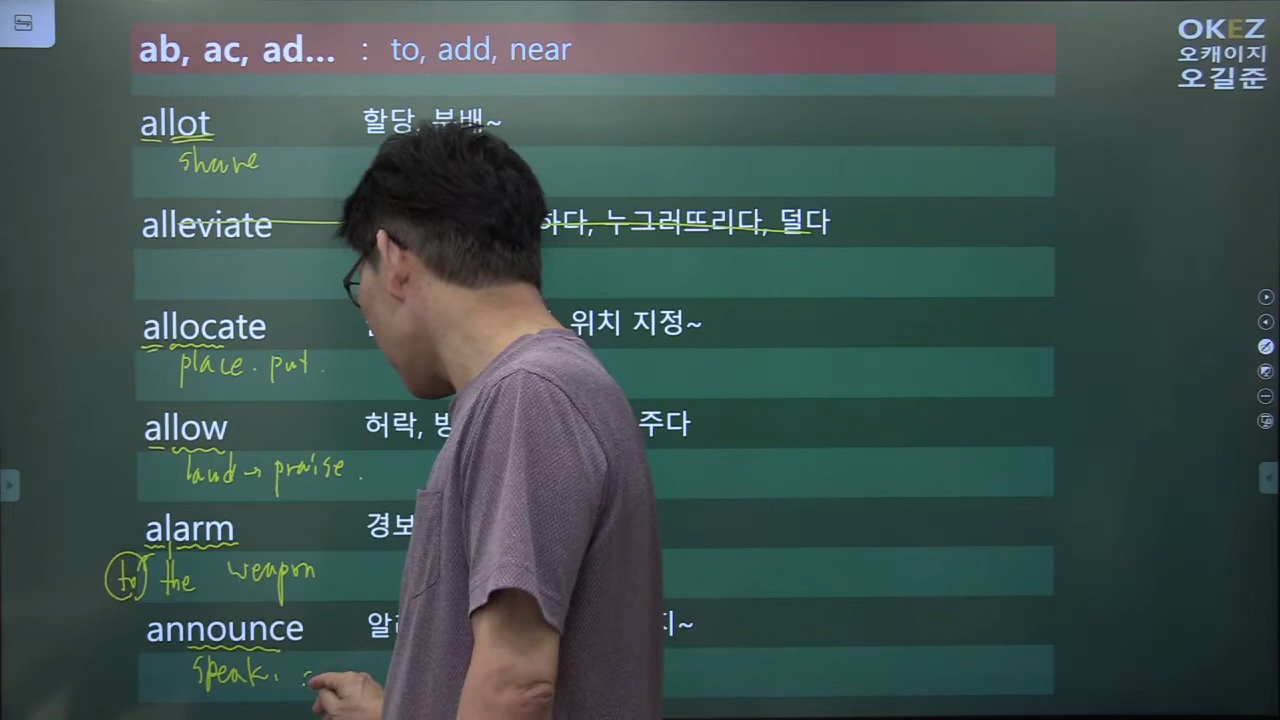 ab, ac, ad... : to, add, near
OKEZ
오캐이지
오길준
allot 할당, 분배~
share
alleviate 하다, 누그러뜨리다, 덜다
allocate 위치 지정~
place. put.
allow 허락, 주다
laud → praise.
alarm 경보
to the weapon
announce 알 지~
speak.